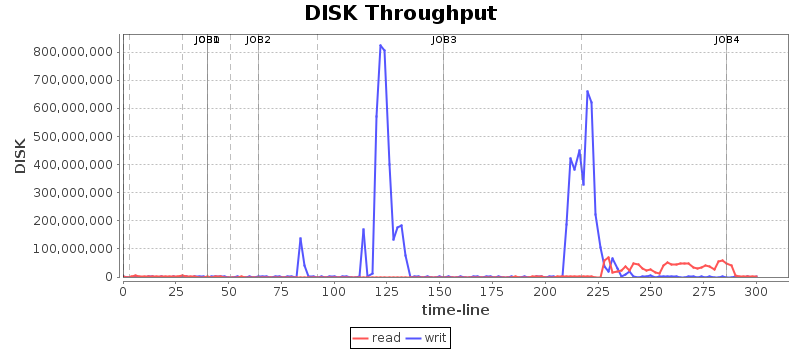 DISK Throughput
JOB1 JOB2 JOB3 JOB4
800,000,000
700,000,000
600,000,000
500,000,000
400,000,000
300,000,000
200,000,000
100,000,000
0
DISK
0 25 50 75 100 125 150 175 200 225 250 275 300
time-line
read writ